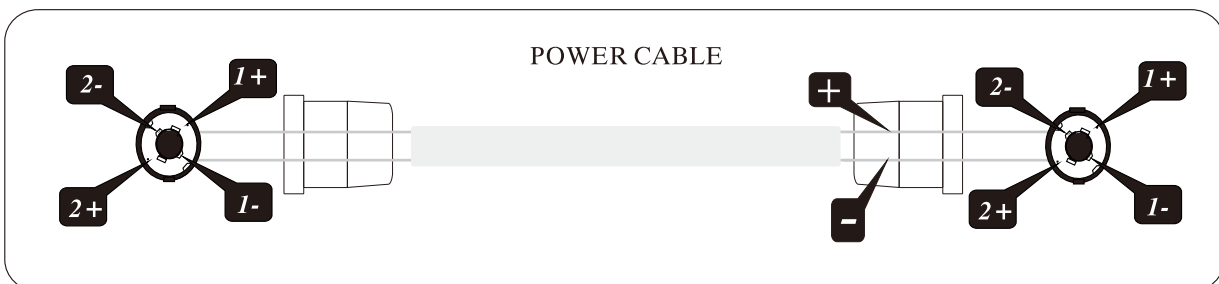 POWER CABLE
2- 1+ + 2- 1+
2+ 1- - 2+ 1-